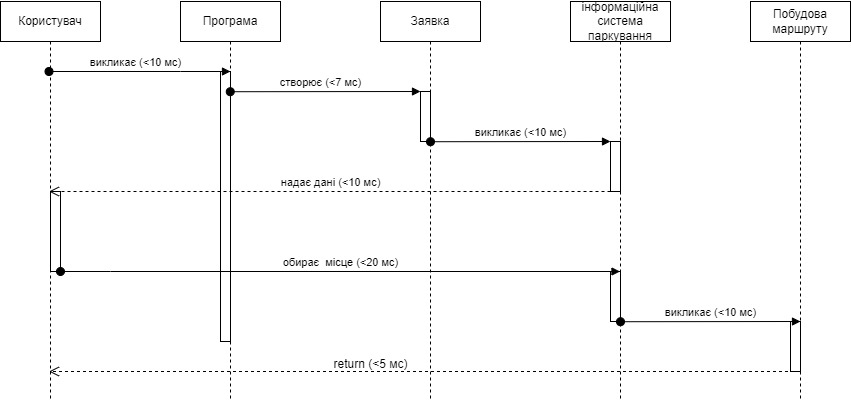 Користувач
Програма
Заявка
інформаційна
система
паркування
Побудова
маршруту
викликає (<10 мс)
створює (<7 мс)
викликає (<10 мс)
надає дані (<10 мс)
обирає місце (<20 мс)
викликає (<10 мс)
return (<5 мс)